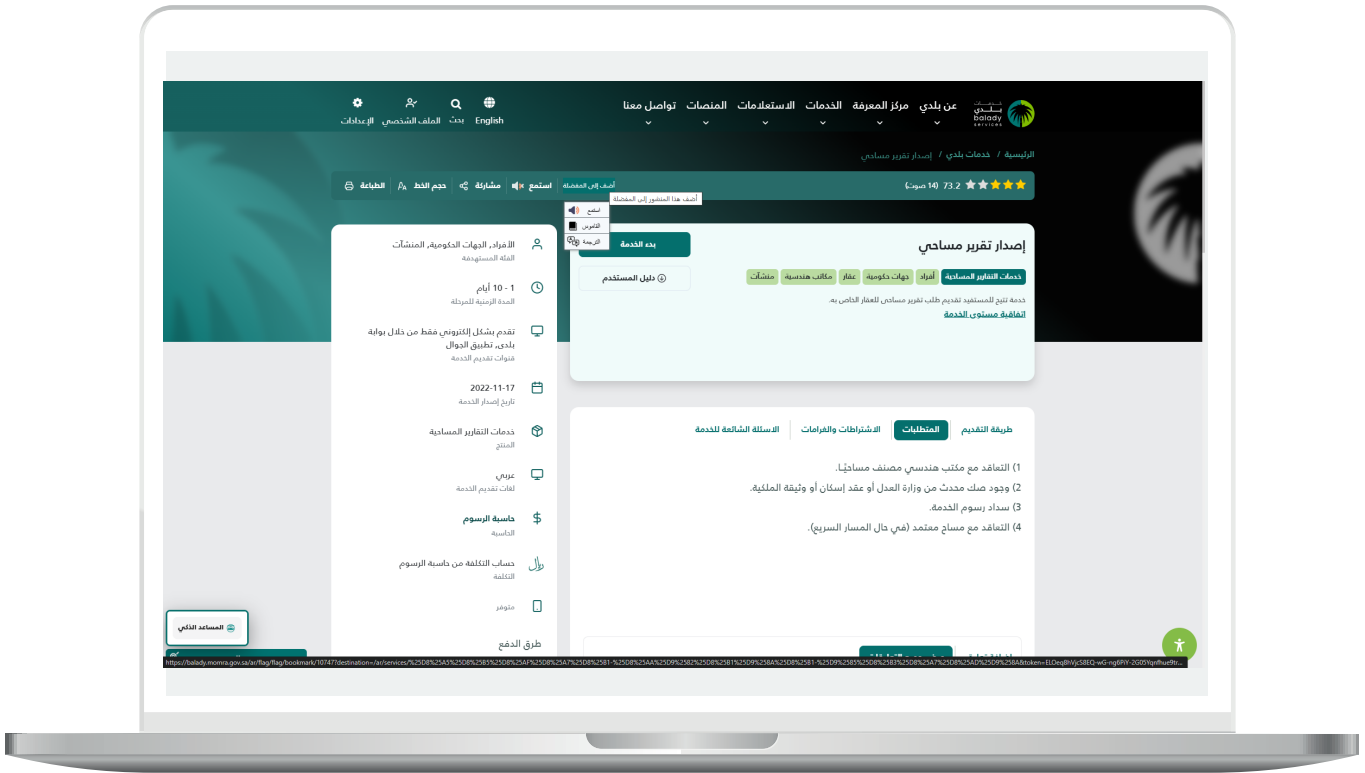 خدمات
بلدي
balady
services
عن بلدي
مركز المعرفة
الخدمات
الاستعلامات
المنصات
تواصل معنا
English
بحث
الملف الشخصي
الإعدادات
الرئيسية / خدمات بلدي / إصدار تقرير مساحي
73.2 (14 صوت)
أضف إلى المفضلة
استمع
مشاركة
حجم الخط
الطباعة
أضف هذا المنشور إلى المفضلة
استمع
القاموس
الترجمة
إصدار تقرير مساحي
بدء الخدمة
دليل المستخدم
خدمات التقارير المساحية
أفراد
جهات حكومية
عقار
مكاتب هندسية
منشآت
خدمة تتيح للمستفيد تقديم طلب تقرير مساحي للعقار الخاص به.
اتفاقية مستوى الخدمة
طريقة التقديم
المتطلبات
الاشتراطات والغرامات
الاسئلة الشائعة للخدمة
1) التعاقد مع مكتب هندسي مصنف مساحيًا.
2) وجود صك محدث من وزارة العدل أو عقد إسكان أو وثيقة الملكية.
3) سداد رسوم الخدمة.
4) التعاقد مع مساح معتمد (في حال المسار السريع).
الأفراد, الجهات الحكومية, المنشآت
الفئة المستهدفة
1 - 10 أيام
المدة الزمنية للمرحلة
تقدم بشكل إلكتروني فقط من خلال بوابة
بلدي, تطبيق الجوال
قنوات تقديم الخدمة
2022-11-17
تاريخ إصدار الخدمة
خدمات التقارير المساحية
المنتج
عربي
لغات تقديم الخدمة
حاسبة الرسوم
الحاسبة
حساب التكلفة من حاسبة الرسوم
التكلفة
متوفر
طرق الدفع
المساعد الذكي